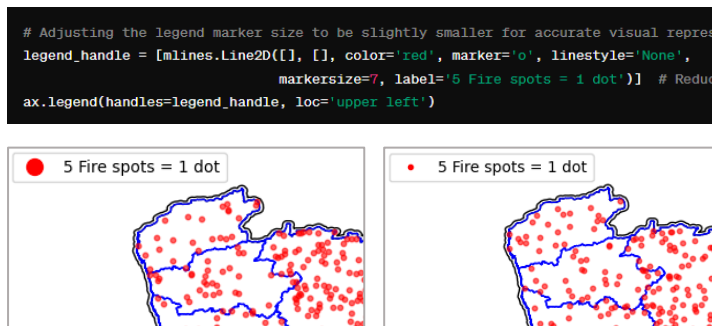 # Adjusting the legend marker size to be slightly smaller for accurate visual
legend_handle = [mlines.Line2D([], [], color='red', marker='o', linestyle='None',
markersize=7, label='5 Fire spots = 1 dot')] #
ax.legend(handles=legend_handle, loc='upper left')
5 Fire spots = 1 dot
5 Fire spots = 1 dot